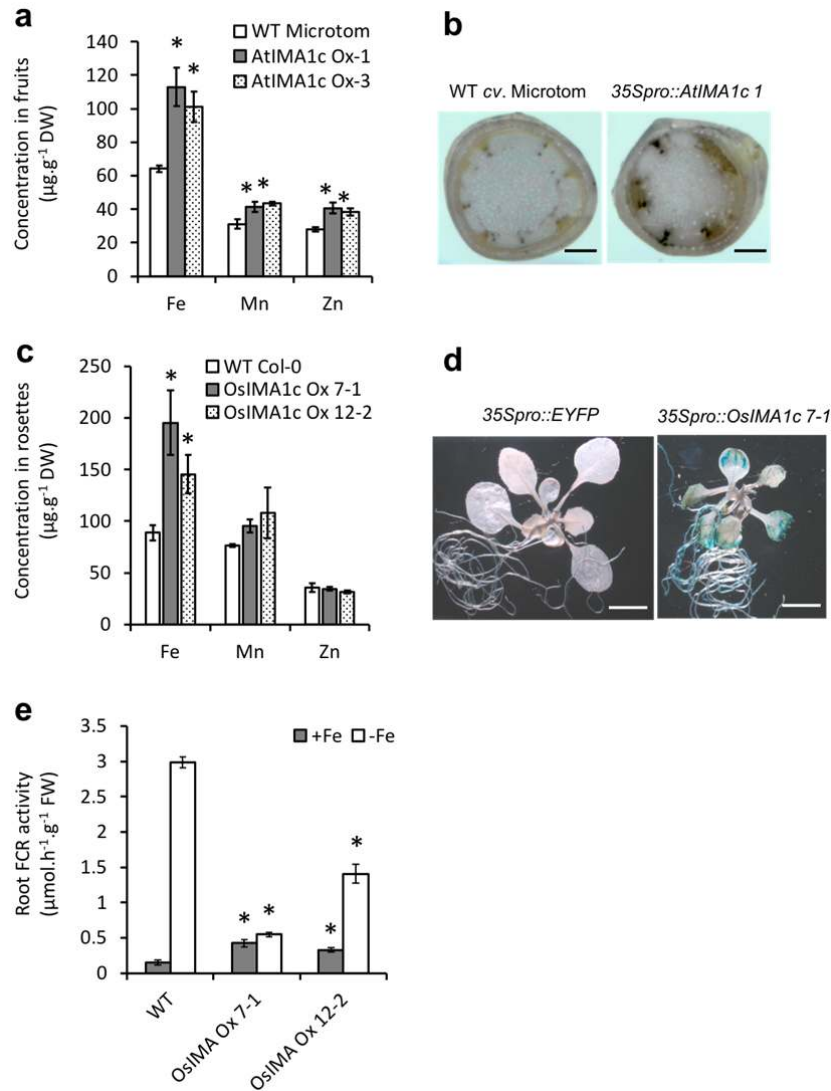 a
WT Microtom
AtIMA1c Ox-1
AtIMA1c Ox-3
Concentration in fruits
(µg.g⁻¹ DW)
140
120
100
80
60
40
20
0
* *
* *
* *
Fe Mn Zn
b
WT cv. Microtom 35Spro::AtIMA1c 1
c
WT Col-0
OsIMA1c Ox 7-1
OsIMA1c Ox 12-2
Concentration in rosettes
(µg.g⁻¹ DW)
250
200
150
100
50
0
*
*
Fe Mn Zn
d
35Spro::EYFP 35Spro::OsIMA1c 7-1
e
+Fe -Fe
Root FCR activity
(µmol.h⁻¹.g⁻¹ FW)
3.5
3
2.5
2
1.5
1
0.5
0
* *
* *
WT
OsIMA Ox 7-1
OsIMA Ox 12-2